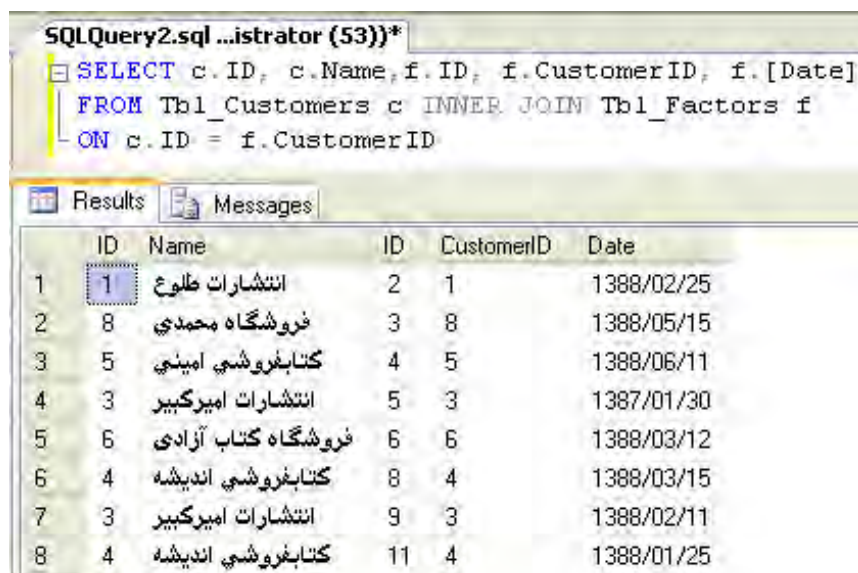 SQLQuery2.sql ...istrator (53))*
SELECT c.ID, c.Name,f.ID, f.CustomerID, f.[Date]
FROM Tbl_Customers c INNER JOIN Tbl_Factors f
ON c.ID = f.CustomerID
Results Messages
ID Name ID CustomerID Date
1 1 انتشارات طلوع 2 1 1388/02/25
2 8 فروشگاه محمدي 3 8 1388/05/15
3 5 كتابفروشي اميني 4 5 1388/06/11
4 3 انتشارات اميركبير 5 3 1387/01/30
5 6 فروشگاه كتاب آزادى 6 6 1388/03/12
6 4 كتابفروشي انديشه 8 4 1388/03/15
7 3 انتشارات اميركبير 9 3 1388/02/11
8 4 كتابفروشي انديشه 11 4 1388/01/25